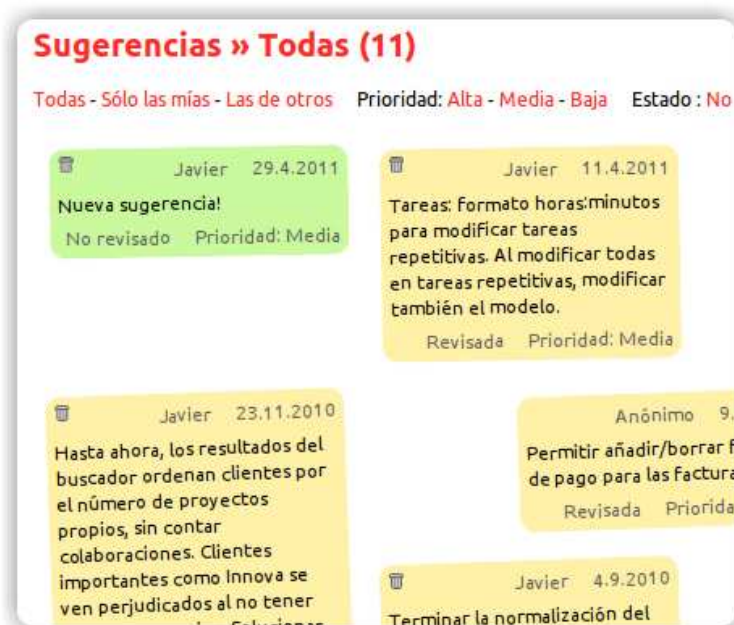 Sugerencias » Todas (11)
Todas - Sólo las mías - Las de otros Prioridad: Alta - Media - Baja Estado : No
Javier 29.4.2011
Nueva sugerencia!
No revisado Prioridad: Media
Javier 11.4.2011
Tareas: formato horas:minutos
para modificar tareas
repetitivas. Al modificar todas
en tareas repetitivas, modificar
también el modelo.
Revisada Prioridad: Media
Javier 23.11.2010
Hasta ahora, los resultados del
buscador ordenan clientes por
el número de proyectos
propios, sin contar
colaboraciones. Clientes
importantes como Innova se
ven perjudicados al no tener
Anónimo 9.
Permitir añadir/borrar f
de pago para las factura
Revisada Priorida
Javier 4.9.2010
Terminar la normalización del